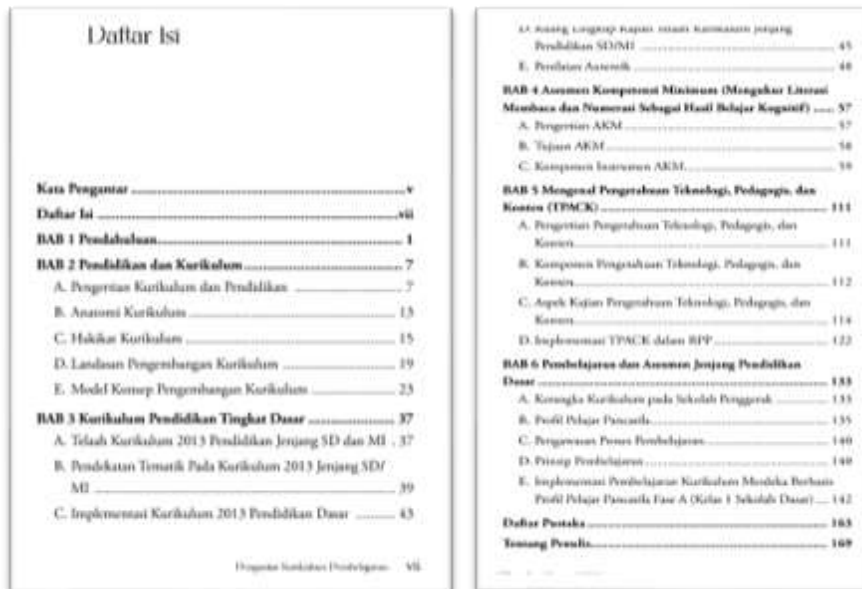 Daftar Isi
Kata Pengantar ........ v
Daftar Isi ........ vii
BAB 1 Pendahuluan ........ 1
BAB 2 Pendidikan dan Kurikulum ........ 7
A. Pengertian Kurikulum dan Pendidikan ........ 7
B. Anatomi Kurikulum ........ 13
C. Hakikat Kurikulum ........ 15
D. Landasan Pengembangan Kurikulum ........ 19
E. Model Konsep Pengembangan Kurikulum ........ 23
BAB 3 Kurikulum Pendidikan Tingkat Dasar ........ 37
A. Telaah Kurikulum 2013 Pendidikan Jenjang SD dan MI . 37
B. Pendekatan Tematik Pada Kurikulum 2013 Jenjang SD/
MI ........ 39
C. Implementasi Kurikulum 2013 Pendidikan Dasar ........ 43
Kurikulum Pembelajaran vii
D. Ruang Lingkup Kajian Telaah Kurikulum Jenjang
Pendidikan SD/MI ........ 45
E. Penilaian Autentik ........ 48
BAB 4 Asesmen Kompetensi Minimum (Mengukur Literasi
Membaca dan Numerasi Sebagai Hasil Belajar Kognitif) ..... 57
A. Pengertian AKM ........ 57
B. Tujuan AKM ........ 58
C. Komponen Instrumen AKM ........ 59
BAB 5 Mengenal Pengetahuan Teknologi, Pedagogis, dan
Konten (TPACK) ........ 111
A. Pengertian Pengetahuan Teknologi, Pedagogis, dan
Konten ........ 111
B. Komponen Pengetahuan Teknologi, Pedagogis, dan
Konten ........ 112
C. Aspek Kajian Pengetahuan Teknologi, Pedagogis, dan
Konten ........ 114
D. Implementasi TPACK dalam RPP ........ 122
BAB 6 Pembelajaran dan Asesmen Jenjang Pendidikan
Dasar ........ 133
A. Kerangka Kurikulum pada Sekolah Penggerak ........ 133
B. Profil Pelajar Pancasila ........ 135
C. Pengawasan Proses Pembelajaran ........ 140
D. Prinsip Pembelajaran ........ 140
E. Implementasi Pembelajaran Kurikulum Merdeka Berbasis
Profil Pelajar Pancasila Fase A (Kelas 1 Sekolah Dasar) .... 142
Daftar Pustaka ........ 163
Tentang Penulis ........ 169